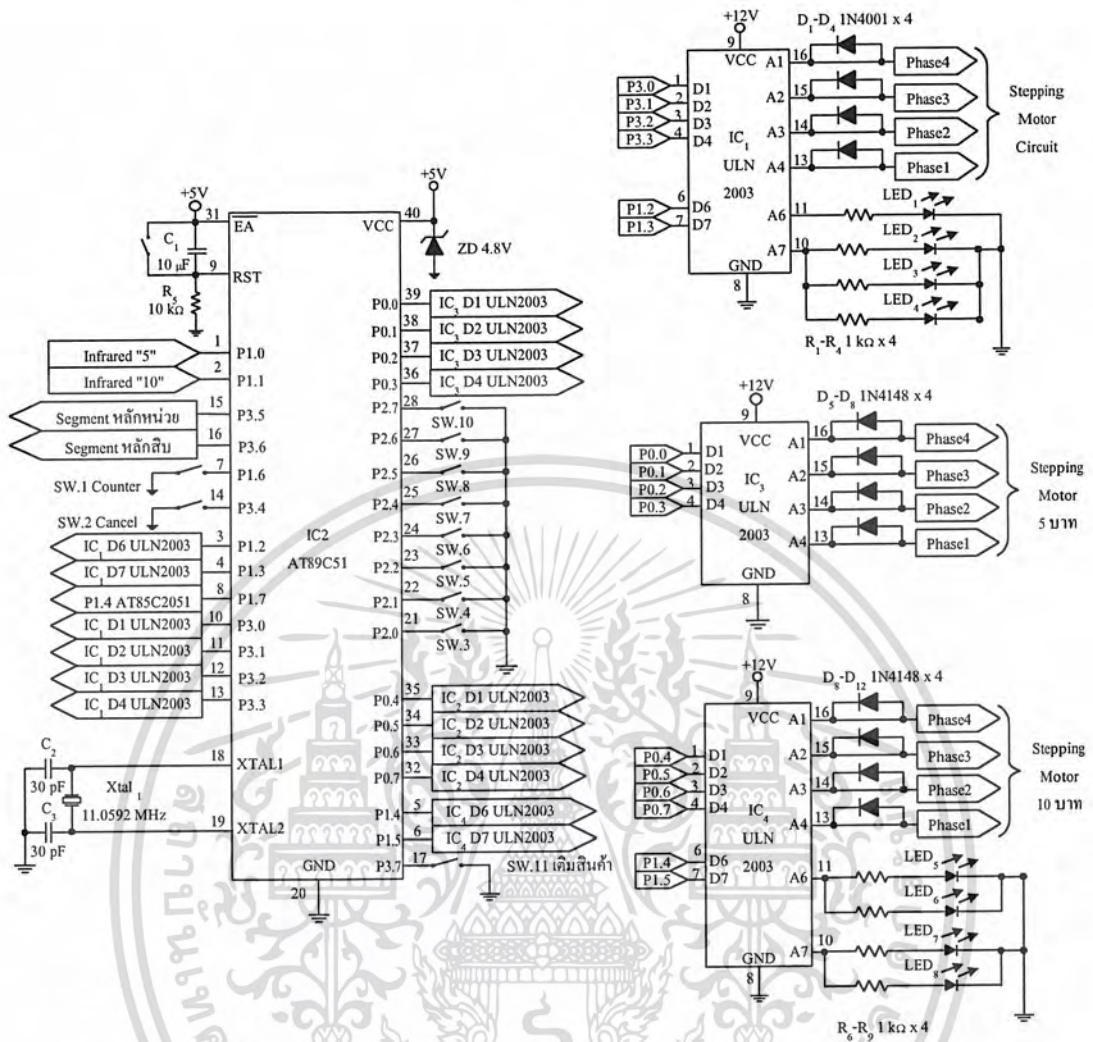 +5V
31
EA
C1
10 μF
9
RST
R5
10 kΩ
Infrared "5"
1
P1.0
Infrared "10"
2
P1.1
Segment หลักหน่วย
15
P3.5
Segment หลักสิบ
16
P3.6
7
P1.6
SW.1 Counter
14
P3.4
SW.2 Cancel
IC1 D6 ULN2003
3
P1.2
IC1 D7 ULN2003
4
P1.3
P1.4 AT85C2051
8
P1.7
IC1 D1 ULN2003
10
P3.0
IC1 D2 ULN2003
11
P3.1
IC1 D3 ULN2003
12
P3.2
IC1 D4 ULN2003
13
P3.3
C2
30 pF
18
XTAL1
Xtal1
11.0592 MHz
C3
30 pF
19
XTAL2
GND
20
IC2
AT89C51
+5V
VCC
40
ZD 4.8V
P0.0
39
IC3 D1 ULN2003
P0.1
38
IC3 D2 ULN2003
P0.2
37
IC3 D3 ULN2003
P0.3
36
IC3 D4 ULN2003
P2.7
28
SW.10
P2.6
27
SW.9
P2.5
26
SW.8
P2.4
25
SW.7
P2.3
24
SW.6
P2.2
23
SW.5
P2.1
22
SW.4
P2.0
21
SW.3
P0.4
35
IC2 D1 ULN2003
P0.5
34
IC2 D2 ULN2003
P0.6
33
IC2 D3 ULN2003
P0.7
32
IC2 D4 ULN2003
P1.4
5
IC4 D6 ULN2003
P1.5
6
IC4 D7 ULN2003
P3.7
17
SW.11 เติมสินค้า
+12V
9
VCC
D1-D4 1N4001 x 4
P3.0
1
D1
P3.1
2
D2
P3.2
3
D3
P3.3
4
D4
P1.2
6
D6
P1.3
7
D7
IC1
ULN
2003
A1
16
Phase4
A2
15
Phase3
A3
14
Phase2
A4
13
Phase1
Stepping
Motor
Circuit
A6
11
LED1
A7
10
LED2
LED3
LED4
GND
8
R1-R4 1 kΩ x 4
+12V
9
VCC
D5-D8 1N4148 x 4
P0.0
1
D1
P0.1
2
D2
P0.2
3
D3
P0.3
4
D4
IC3
ULN
2003
A1
16
Phase4
A2
15
Phase3
A3
14
Phase2
A4
13
Phase1
Stepping
Motor
5 บาท
GND
8
+12V
9
VCC
D8-D12 1N4148 x 4
P0.4
1
D1
P0.5
2
D2
P0.6
3
D3
P0.7
4
D4
P1.4
6
D6
P1.5
7
D7
IC4
ULN
2003
A1
16
Phase4
A2
15
Phase3
A3
14
Phase2
A4
13
Phase1
Stepping
Motor
10 บาท
A6
11
LED5
LED6
A7
10
LED7
LED8
GND
8
R6-R9 1 kΩ x 4